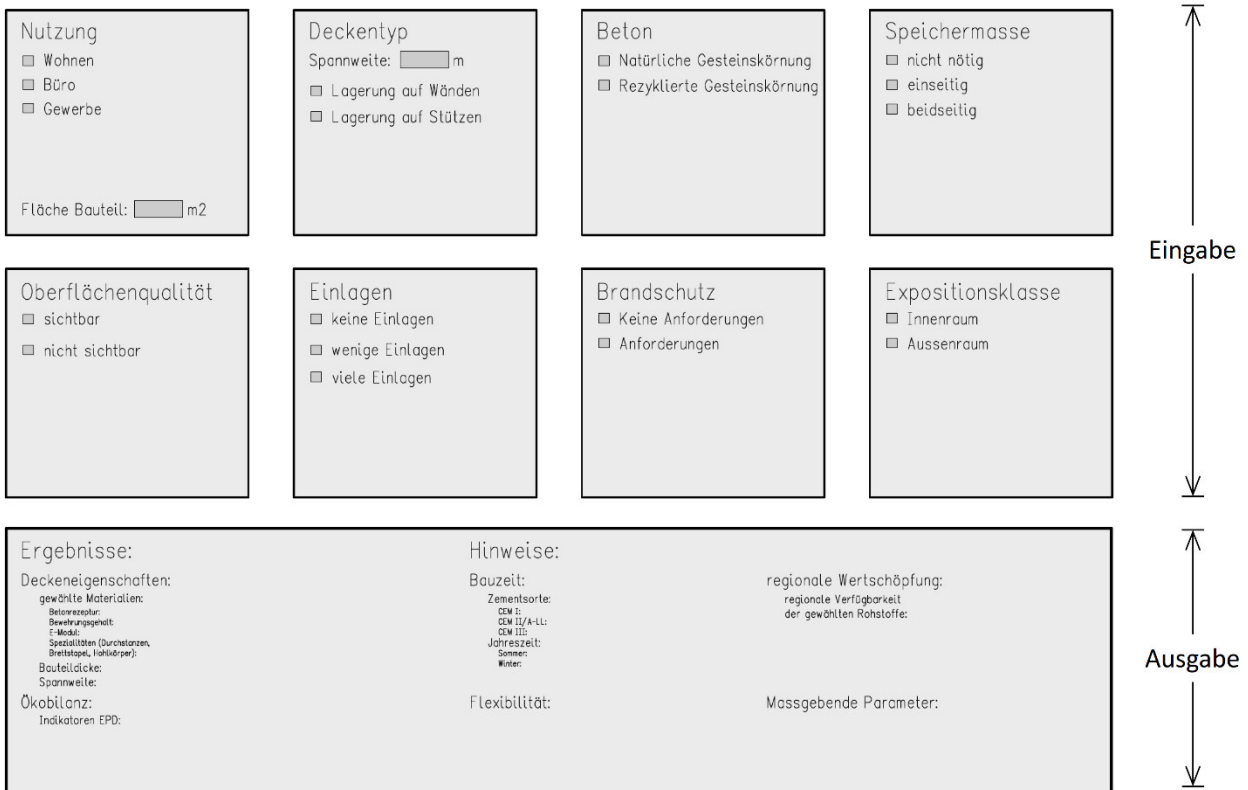 Nutzung
Wohnen
Büro
Gewerbe
Fläche Bauteil: m2
Deckentyp
Spannweite: m
Lagerung auf Wänden
Lagerung auf Stützen
Beton
Natürliche Gesteinskörnung
Rezyklierte Gesteinskörnung
Speichermasse
nicht nötig
einseitig
beidseitig
Eingabe
Oberflächenqualität
sichtbar
nicht sichtbar
Einlagen
keine Einlagen
wenige Einlagen
viele Einlagen
Brandschutz
Keine Anforderungen
Anforderungen
Expositionsklasse
Innenraum
Aussenraum
Ergebnisse:
Deckeneigenschaften:
gewählte Materialien:
Betonrezeptur:
Bewehrungsgehalt:
E-Modul:
Spezialitäten (Durchstanzen,
Brettstapel, Hohlkörper):
Bauteildicke:
Spannweite:
Ökobilanz:
Indikatoren EPD:
Hinweise:
Bauzeit:
Zementsorte:
CEM I:
CEM II/A-LL:
CEM III:
Jahreszeit:
Sommer:
Winter:
Flexibilität:
regionale Wertschöpfung:
regionale Verfügbarkeit
der gewählten Rohstoffe:
Massgebende Parameter:
Ausgabe